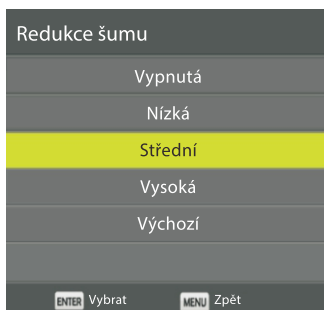 Redukce šumu
Vypnutá
Nízká
Střední
Vysoká
Výchozí
ENTER Vybrat MENU Zpět